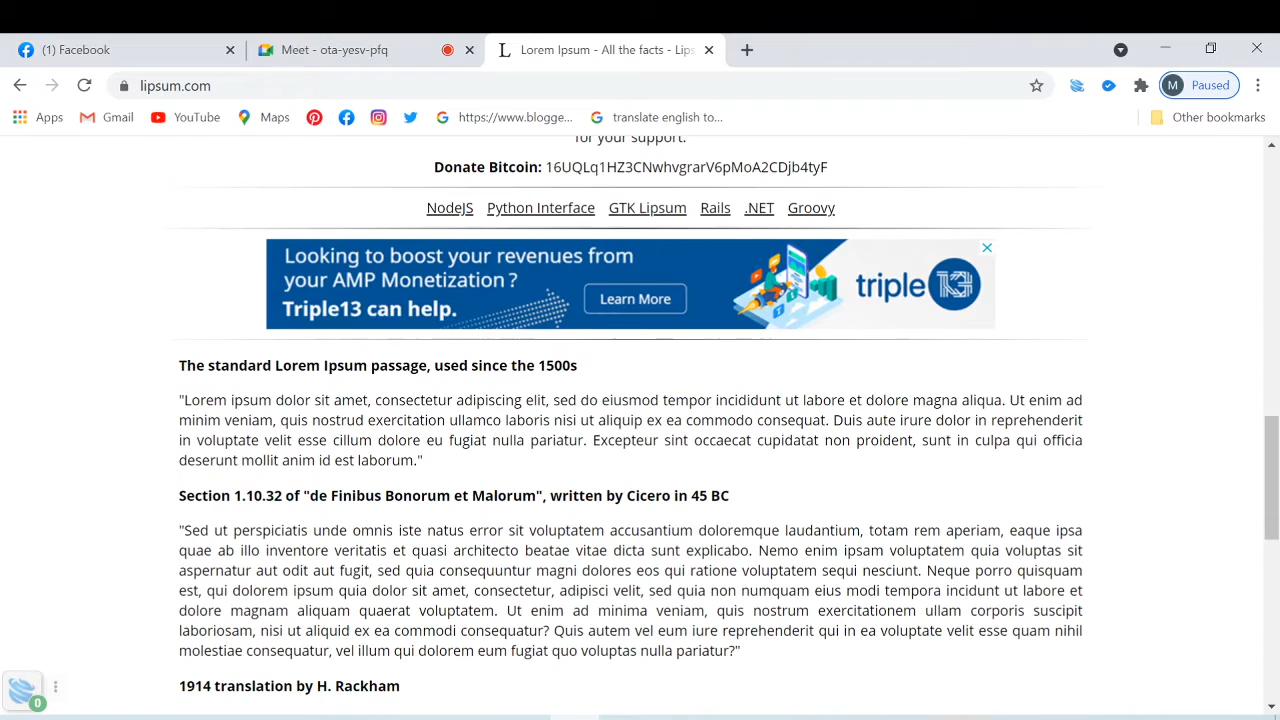 (1) Facebook
Meet - ota-yesv-pfq
Lorem Ipsum - All the facts - Lips
lipsum.com
M Paused
Apps Gmail YouTube Maps https://www.blogge... translate english to... Other bookmarks
for your support.
Donate Bitcoin: 16UQLq1HZ3CNwhvgrarV6pMoA2CDjb4tyF
NodeJS Python Interface GTK Lipsum Rails .NET Groovy
Looking to boost your revenues from
your AMP Monetization ?
Triple13 can help.
Learn More
triple 13
The standard Lorem Ipsum passage, used since the 1500s
"Lorem ipsum dolor sit amet, consectetur adipiscing elit, sed do eiusmod tempor incididunt ut labore et dolore magna aliqua. Ut enim ad
minim veniam, quis nostrud exercitation ullamco laboris nisi ut aliquip ex ea commodo consequat. Duis aute irure dolor in reprehenderit
in voluptate velit esse cillum dolore eu fugiat nulla pariatur. Excepteur sint occaecat cupidatat non proident, sunt in culpa qui officia
deserunt mollit anim id est laborum."
Section 1.10.32 of "de Finibus Bonorum et Malorum", written by Cicero in 45 BC
"Sed ut perspiciatis unde omnis iste natus error sit voluptatem accusantium doloremque laudantium, totam rem aperiam, eaque ipsa
quae ab illo inventore veritatis et quasi architecto beatae vitae dicta sunt explicabo. Nemo enim ipsam voluptatem quia voluptas sit
aspernatur aut odit aut fugit, sed quia consequuntur magni dolores eos qui ratione voluptatem sequi nesciunt. Neque porro quisquam
est, qui dolorem ipsum quia dolor sit amet, consectetur, adipisci velit, sed quia non numquam eius modi tempora incidunt ut labore et
dolore magnam aliquam quaerat voluptatem. Ut enim ad minima veniam, quis nostrum exercitationem ullam corporis suscipit
laboriosam, nisi ut aliquid ex ea commodi consequatur? Quis autem vel eum iure reprehenderit qui in ea voluptate velit esse quam nihil
molestiae consequatur, vel illum qui dolorem eum fugiat quo voluptas nulla pariatur?"
1914 translation by H. Rackham
0